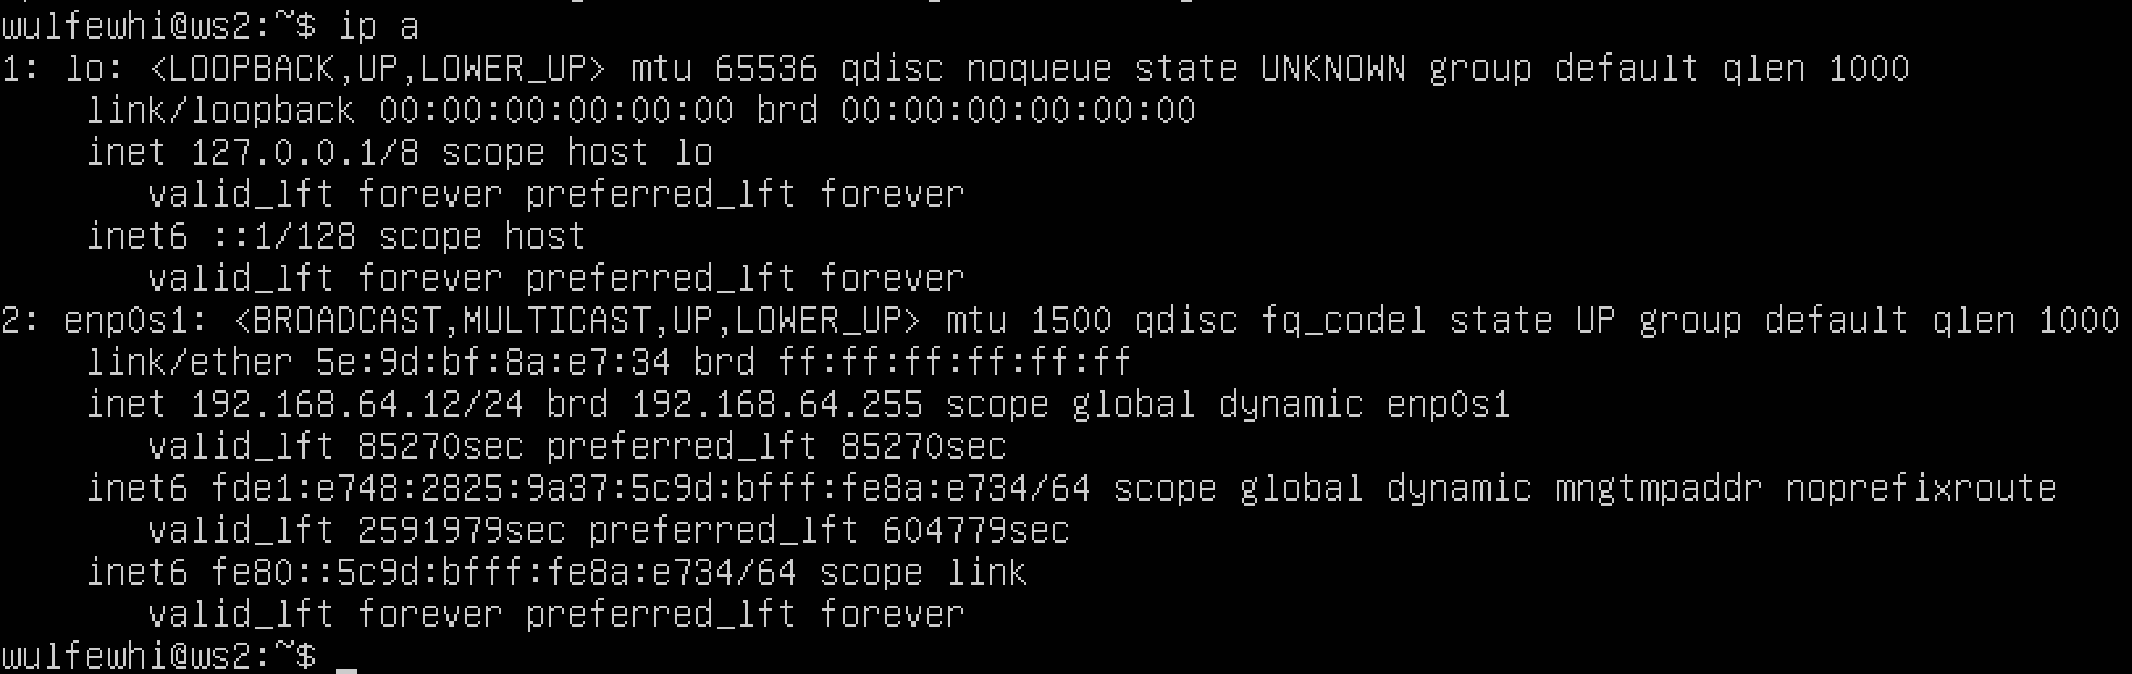 wulfewhi@ws2:~$ ip a
1: lo: <LOOPBACK,UP,LOWER_UP> mtu 65536 qdisc noqueue state UNKNOWN group default qlen 1000
    link/loopback 00:00:00:00:00:00 brd 00:00:00:00:00:00
    inet 127.0.0.1/8 scope host lo
       valid_lft forever preferred_lft forever
    inet6 ::1/128 scope host
       valid_lft forever preferred_lft forever
2: enp0s1: <BROADCAST,MULTICAST,UP,LOWER_UP> mtu 1500 qdisc fq_codel state UP group default qlen 1000
    link/ether 5e:9d:bf:8a:e7:34 brd ff:ff:ff:ff:ff:ff
    inet 192.168.64.12/24 brd 192.168.64.255 scope global dynamic enp0s1
       valid_lft 85270sec preferred_lft 85270sec
    inet6 fde1:e748:2825:9a37:5c9d:bfff:fe8a:e734/64 scope global dynamic mngtmpaddr noprefixroute
       valid_lft 2591979sec preferred_lft 604779sec
    inet6 fe80::5c9d:bfff:fe8a:e734/64 scope link
       valid_lft forever preferred_lft forever
wulfewhi@ws2:~$ _